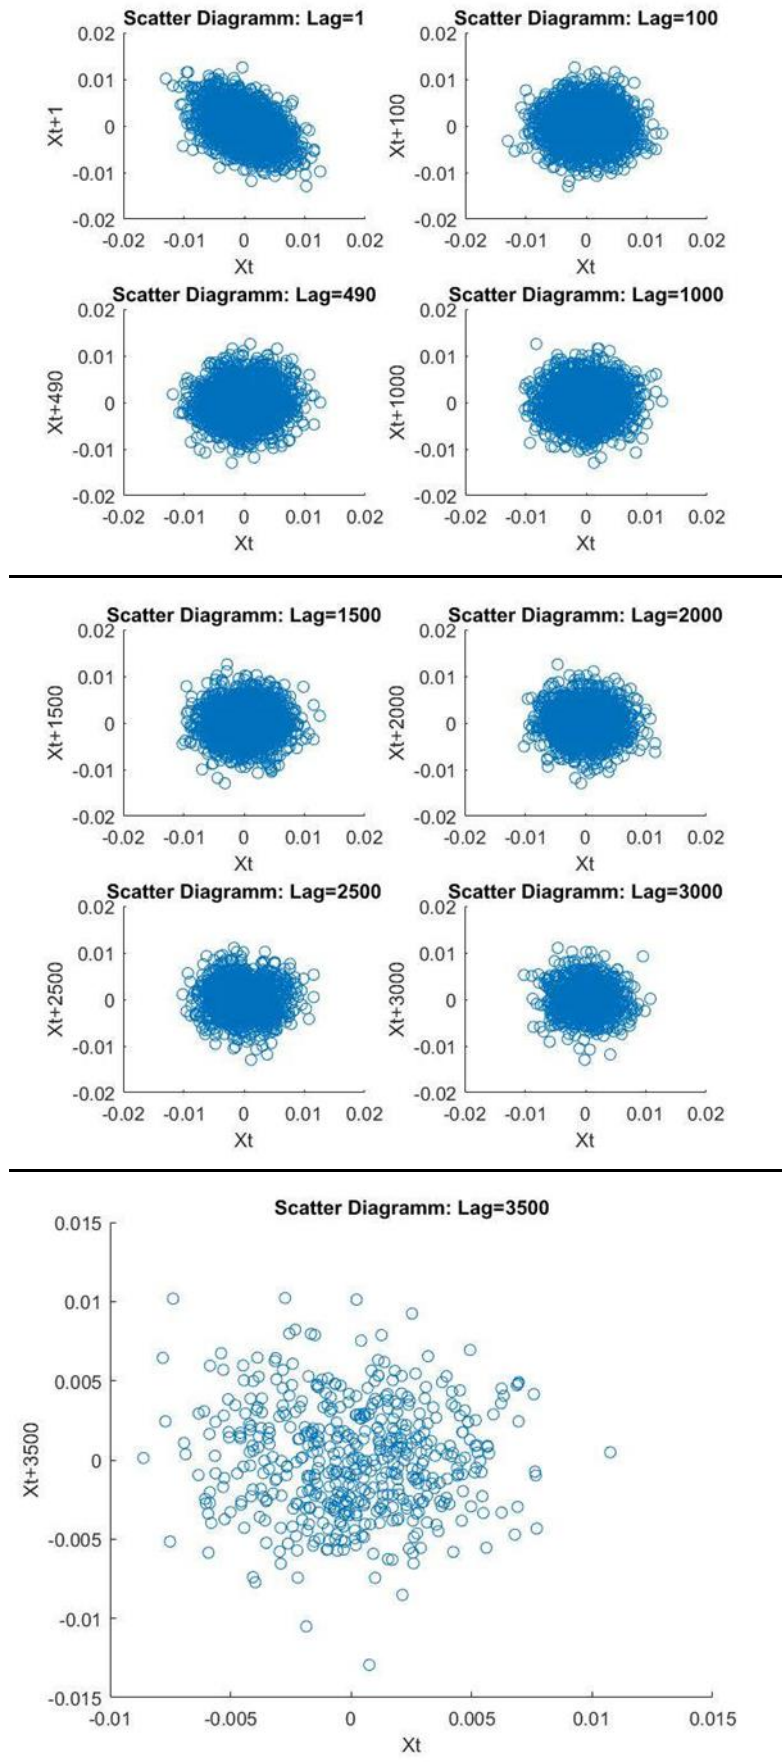 Scatter Diagramm: Lag=1
0.02
0.01
0
-0.01
-0.02
Xt+1
-0.02 -0.01 0 0.01 0.02
Xt
Scatter Diagramm: Lag=100
0.02
0.01
0
-0.01
-0.02
Xt+100
-0.02 -0.01 0 0.01 0.02
Xt
Scatter Diagramm: Lag=490
0.02
0.01
0
-0.01
-0.02
Xt+490
-0.02 -0.01 0 0.01 0.02
Xt
Scatter Diagramm: Lag=1000
0.02
0.01
0
-0.01
-0.02
Xt+1000
-0.02 -0.01 0 0.01 0.02
Xt
Scatter Diagramm: Lag=1500
0.02
0.01
0
-0.01
-0.02
Xt+1500
-0.02 -0.01 0 0.01 0.02
Xt
Scatter Diagramm: Lag=2000
0.02
0.01
0
-0.01
-0.02
Xt+2000
-0.02 -0.01 0 0.01 0.02
Xt
Scatter Diagramm: Lag=2500
0.02
0.01
0
-0.01
-0.02
Xt+2500
-0.02 -0.01 0 0.01 0.02
Xt
Scatter Diagramm: Lag=3000
0.02
0.01
0
-0.01
-0.02
Xt+3000
-0.02 -0.01 0 0.01 0.02
Xt
Scatter Diagramm: Lag=3500
0.015
0.01
0.005
0
-0.005
-0.01
-0.015
Xt+3500
-0.01 -0.005 0 0.005 0.01 0.015
Xt